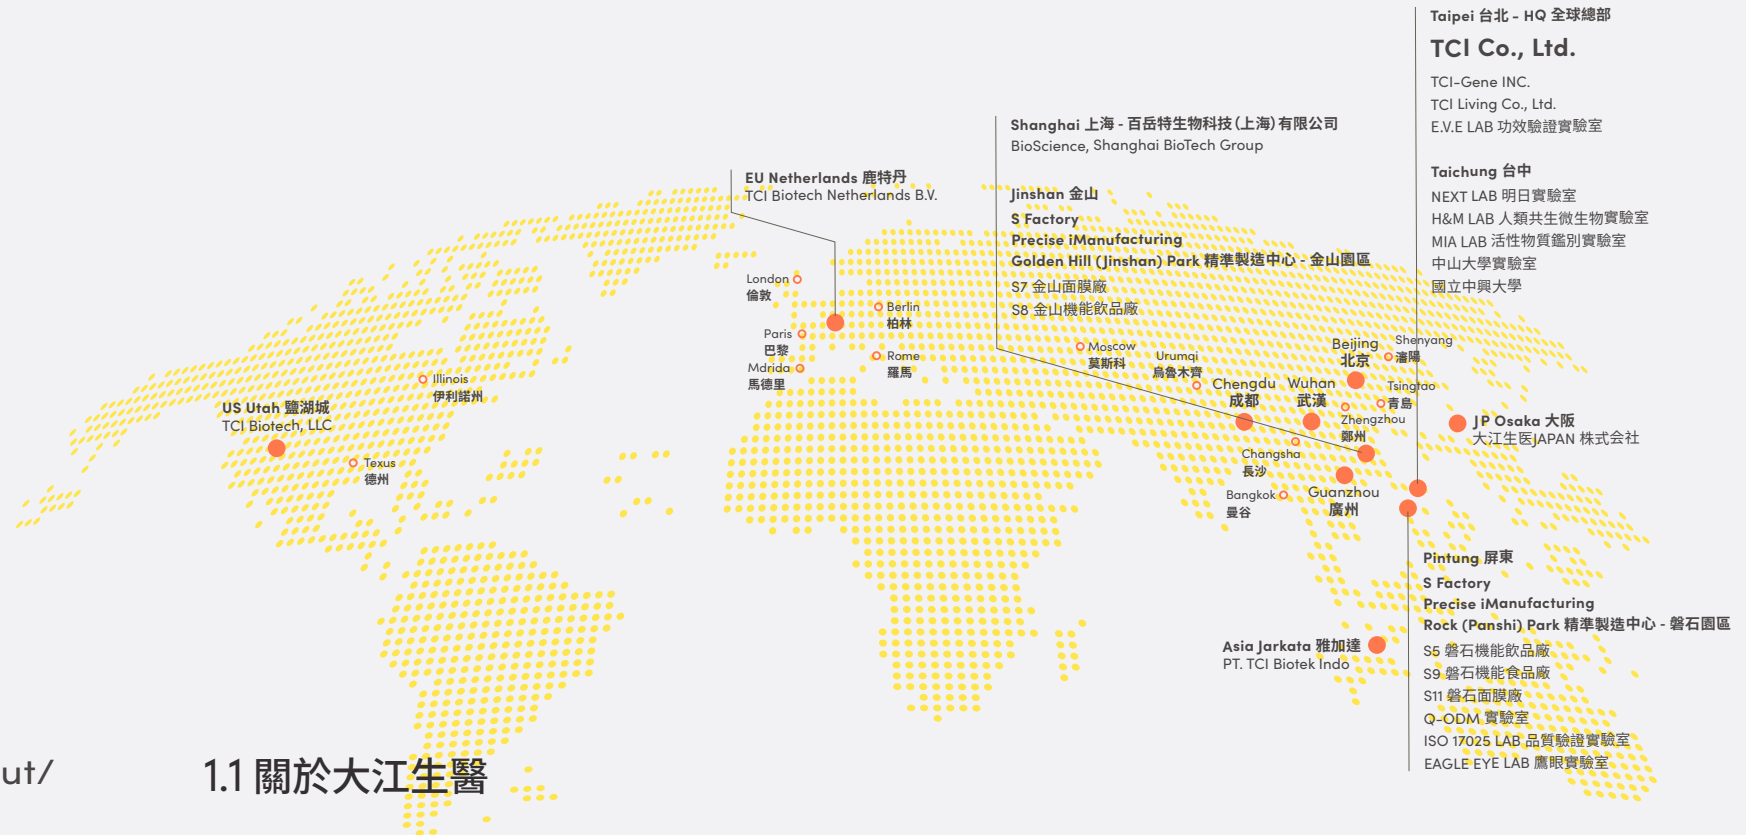 Taipei 台北 - HQ 全球總部
TCI Co., Ltd.
TCI-Gene INC.
TCI Living Co., Ltd.
E.V.E LAB 功效驗證實驗室
Taichung 台中
NEXT LAB 明日實驗室
H&M LAB 人類共生微生物實驗室
MIA LAB 活性物質鑑別實驗室
中山大學實驗室
國立中興大學
Shanghai 上海 - 百岳特生物科技(上海)有限公司
BioScience, Shanghai BioTech Group
Jinshan 金山
S Factory
Precise iManufacturing
Golden Hill (Jinshan) Park 精準製造中心 - 金山園區
S7 金山面膜廠
S8 金山機能飲品廠
EU Netherlands 鹿特丹
TCI Biotech Netherlands B.V.
London
倫敦
Berlin
柏林
Paris
巴黎
Rome
羅馬
Mdrida
馬德里
Moscow
莫斯科
Urumqi
烏魯木齊
Beijing
北京
Shenyang
瀋陽
Chengdu
成都
Wuhan
武漢
Tsingtao
青島
Zhengzhou
鄭州
Changsha
長沙
Bangkok
曼谷
Guanzhou
廣州
JP Osaka 大阪
大江生医JAPAN 株式会社
Illinois
伊利諾州
US Utah 鹽湖城
TCI Biotech, LLC
Texus
德州
Asia Jarkata 雅加達
PT. TCI Biotek Indo
Pintung 屏東
S Factory
Precise iManufacturing
Rock (Panshi) Park 精準製造中心 - 磐石園區
S5 磐石機能飲品廠
S9 磐石機能食品廠
S11 磐石面膜廠
Q-ODM 實驗室
ISO 17025 LAB 品質驗證實驗室
EAGLE EYE LAB 鷹眼實驗室
ut/
1.1 關於大江生醫